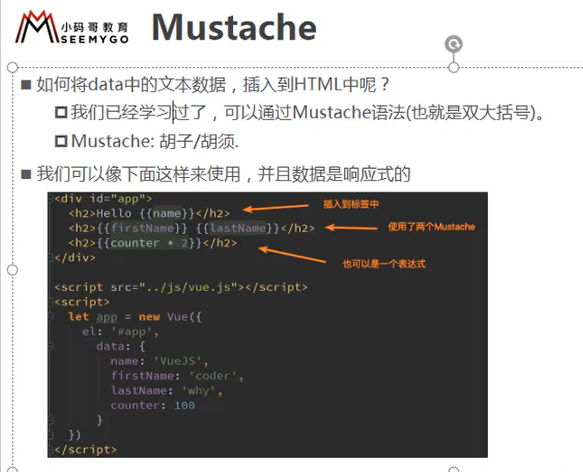 小码哥教育
SEEMYGO
Mustache
■ 如何将data中的文本数据，插入到HTML中呢？
我们已经学习过了，可以通过Mustache语法(也就是双大括号)。
Mustache: 胡子/胡须.
■ 我们可以像下面这样来使用，并且数据是响应式的
<div id="app">
<h2>Hello {{name}}</h2>
插入到标签中
<h2>{{firstName}} {{lastName}}</h2>
使用了两个Mustache
<h2>{{counter * 2}}</h2>
也可以是一个表达式
</div>
<script src="../js/vue.js"></script>
<script>
let app = new Vue({
el: '#app',
data: {
name: 'VueJS',
firstName: 'coder',
lastName: 'why',
counter: 100
}
})
</script>